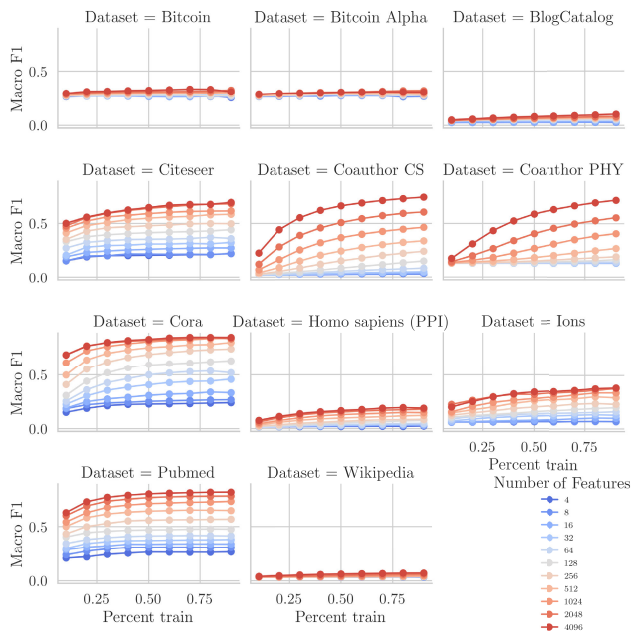 Dataset = Bitcoin
Dataset = Bitcoin Alpha
Dataset = BlogCatalog
Macro F1
0.5
0.0
Dataset = Citeseer
Dataset = Coauthor CS
Dataset = Coauthor PHY
Macro F1
0.5
0.0
Dataset = Cora
Dataset = Homo sapiens (PPI)
Dataset = Ions
Macro F1
0.5
0.0
0.25 0.50 0.75
Percent train
Dataset = Pubmed
Dataset = Wikipedia
Macro F1
0.5
0.0
0.25 0.50 0.75
Percent train
0.25 0.50 0.75
Percent train
Number of Features
4
8
16
32
64
128
256
512
1024
2048
4096